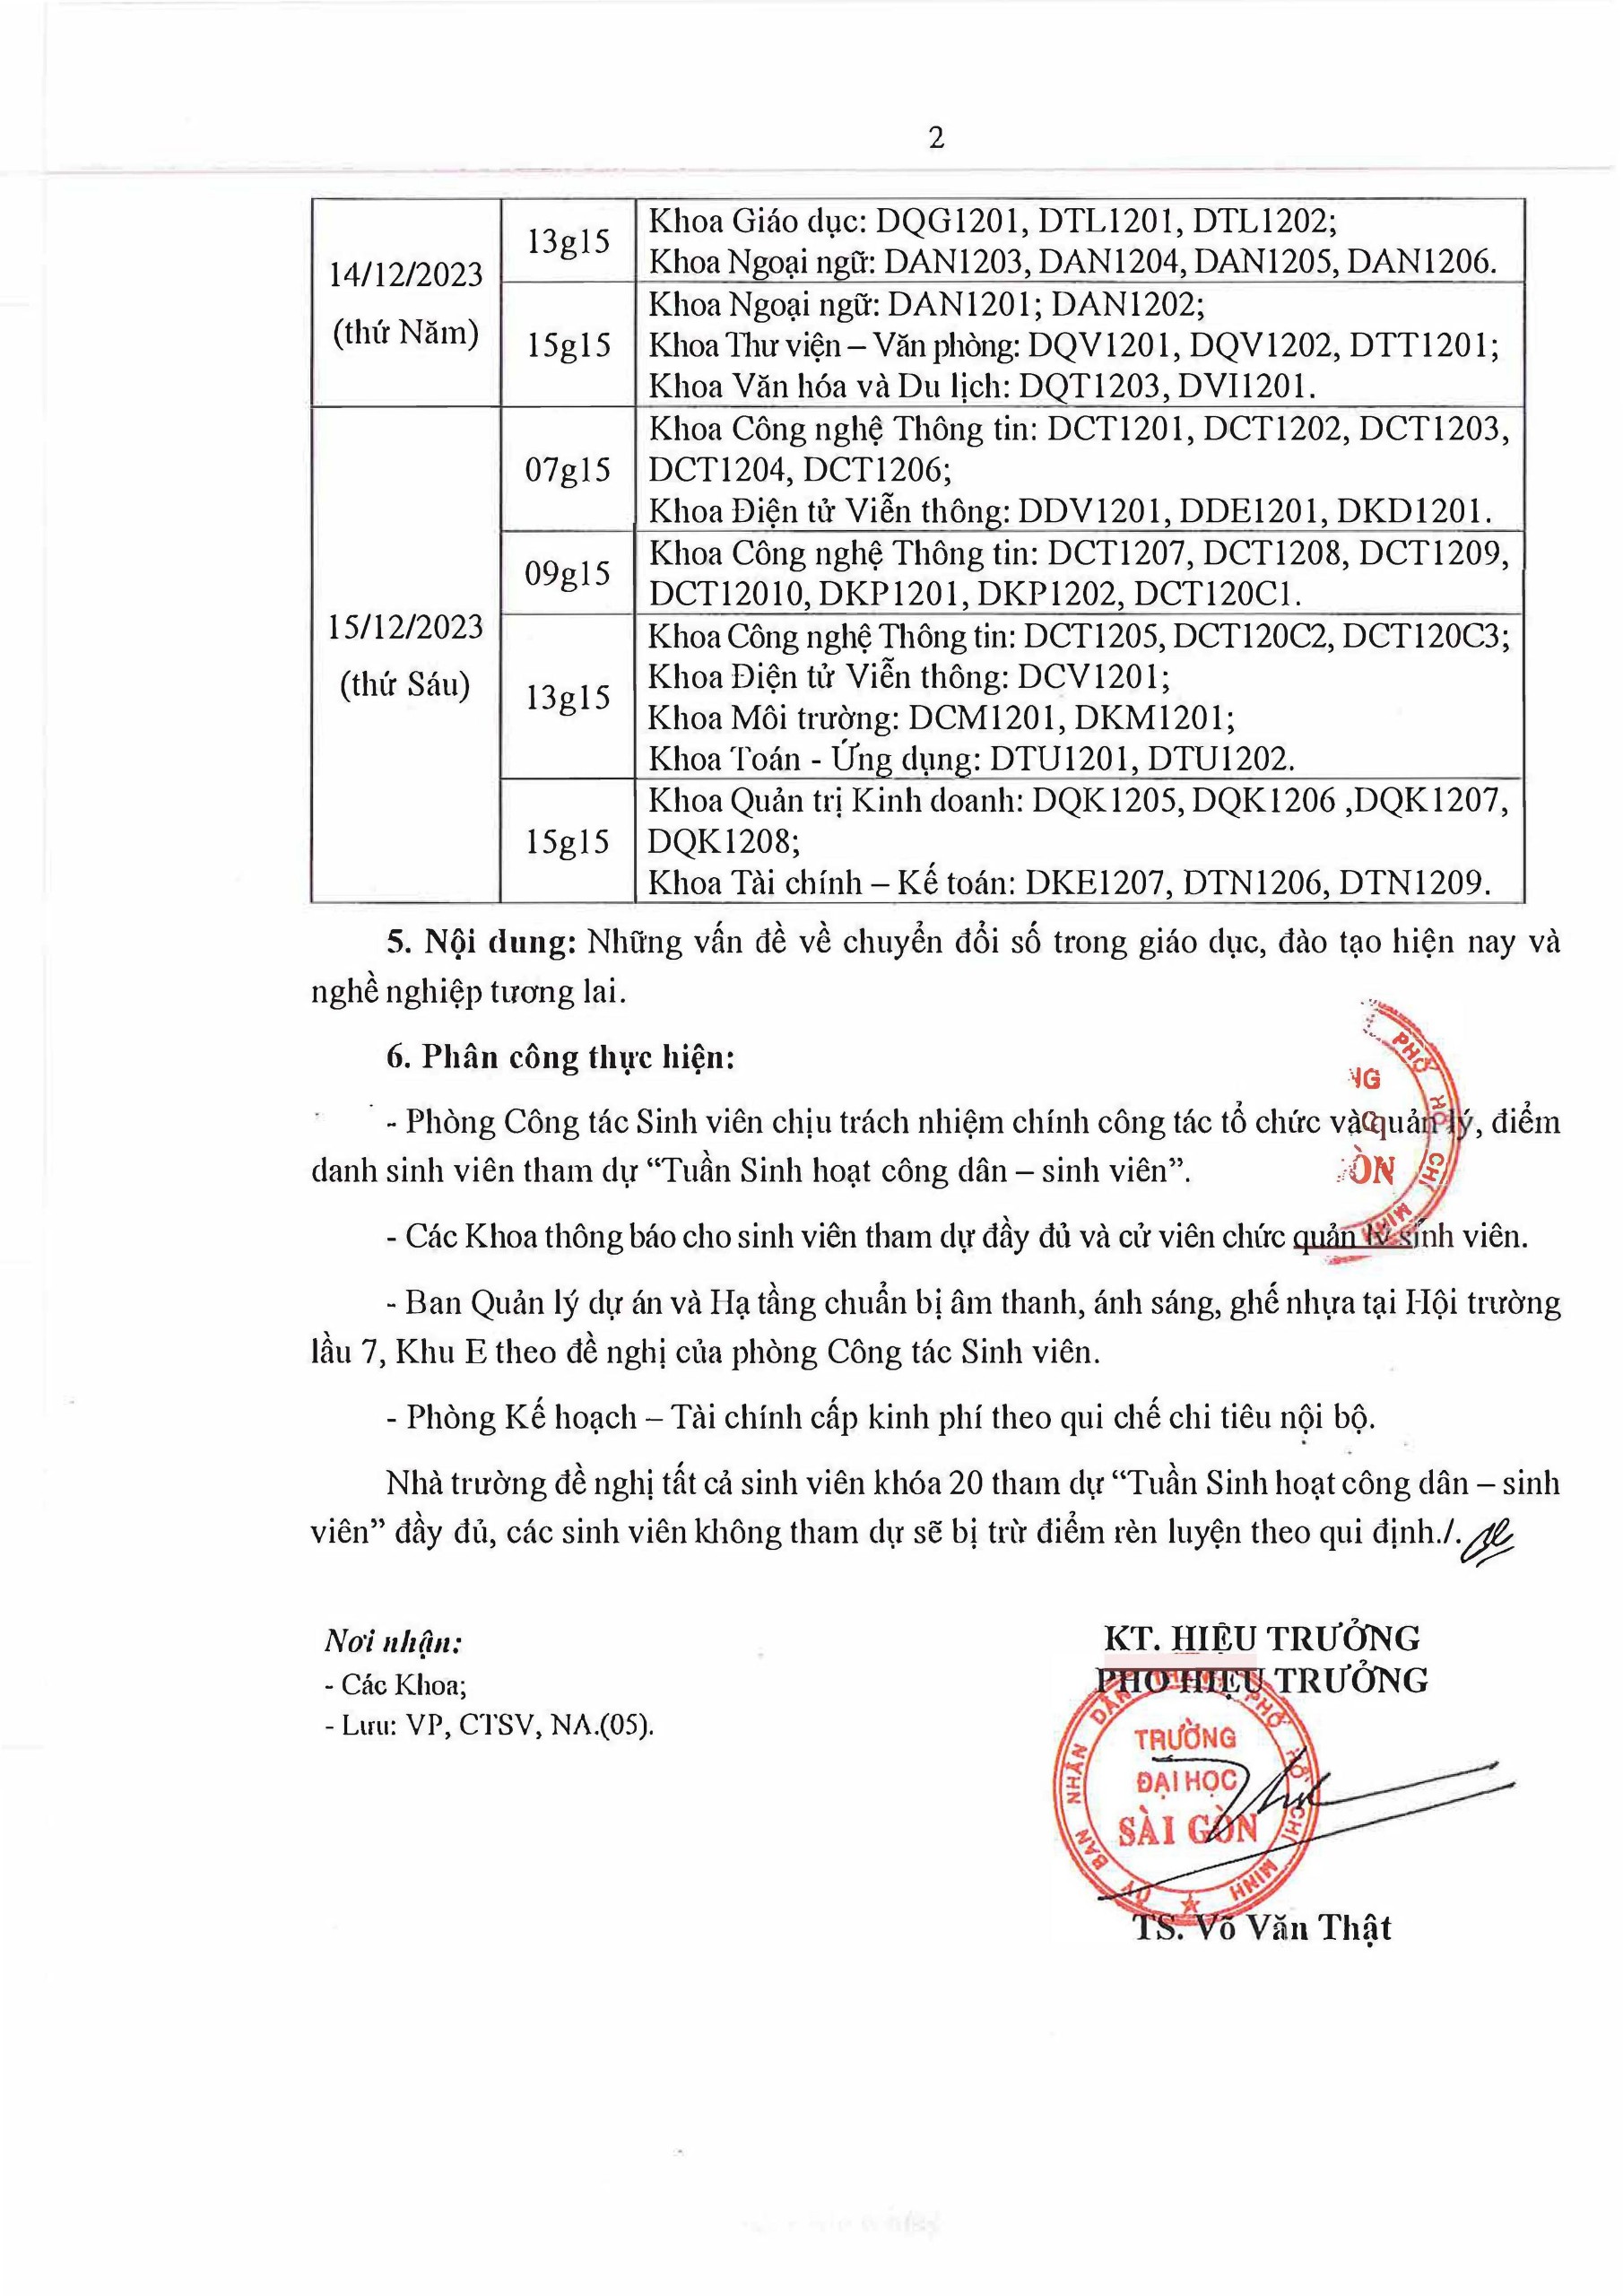 2
14/12/2023
(thứ Năm)
13g15
Khoa Giáo dục: DQG1201, DTL1201, DTL1202;
Khoa Ngoại ngữ: DAN1203, DAN1204, DAN1205, DAN1206.
15g15
Khoa Ngoại ngữ: DAN1201; DAN1202;
Khoa Thư viện – Văn phòng: DQV1201, DQV1202, DTT1201;
Khoa Văn hóa và Du lịch: DQT1203, DVI1201.
15/12/2023
(thứ Sáu)
07g15
Khoa Công nghệ Thông tin: DCT1201, DCT1202, DCT1203,
DCT1204, DCT1206;
Khoa Điện tử Viễn thông: DDV1201, DDE1201, DKD1201.
09g15
Khoa Công nghệ Thông tin: DCT1207, DCT1208, DCT1209,
DCT12010, DKP1201, DKP1202, DCT120C1.
13g15
Khoa Công nghệ Thông tin: DCT1205, DCT120C2, DCT120C3;
Khoa Điện tử Viễn thông: DCV1201;
Khoa Môi trường: DCM1201, DKM1201;
Khoa Toán - Ứng dụng: DTU1201, DTU1202.
15g15
Khoa Quản trị Kinh doanh: DQK1205, DQK1206 ,DQK1207,
DQK1208;
Khoa Tài chính – Kế toán: DKE1207, DTN1206, DTN1209.
5. Nội dung: Những vấn đề về chuyển đổi số trong giáo dục, đào tạo hiện nay và
nghề nghiệp tương lai.
6. Phân công thực hiện:
- Phòng Công tác Sinh viên chịu trách nhiệm chính công tác tổ chức và quản lý, điểm
danh sinh viên tham dự “Tuần Sinh hoạt công dân – sinh viên”.
- Các Khoa thông báo cho sinh viên tham dự đầy đủ và cử viên chức quản lý sinh viên.
- Ban Quản lý dự án và Hạ tầng chuẩn bị âm thanh, ánh sáng, ghế nhựa tại Hội trường
lầu 7, Khu E theo đề nghị của phòng Công tác Sinh viên.
- Phòng Kế hoạch – Tài chính cấp kinh phí theo qui chế chi tiêu nội bộ.
Nhà trường đề nghị tất cả sinh viên khóa 20 tham dự “Tuần Sinh hoạt công dân – sinh
viên” đầy đủ, các sinh viên không tham dự sẽ bị trừ điểm rèn luyện theo qui định./.
PHỐ HỒ CHÍ MINH
Nơi nhận:
- Các Khoa;
- Lưu: VP, CTSV, NA.(05).
KT. HIỆU TRƯỞNG
PHÓ HIỆU TRƯỞNG
ỦY BAN NHÂN DÂN THÀNH PHỐ HỒ CHÍ MINH
TRƯỜNG
ĐẠI HỌC
SÀI GÒN
TS. Võ Văn Thật